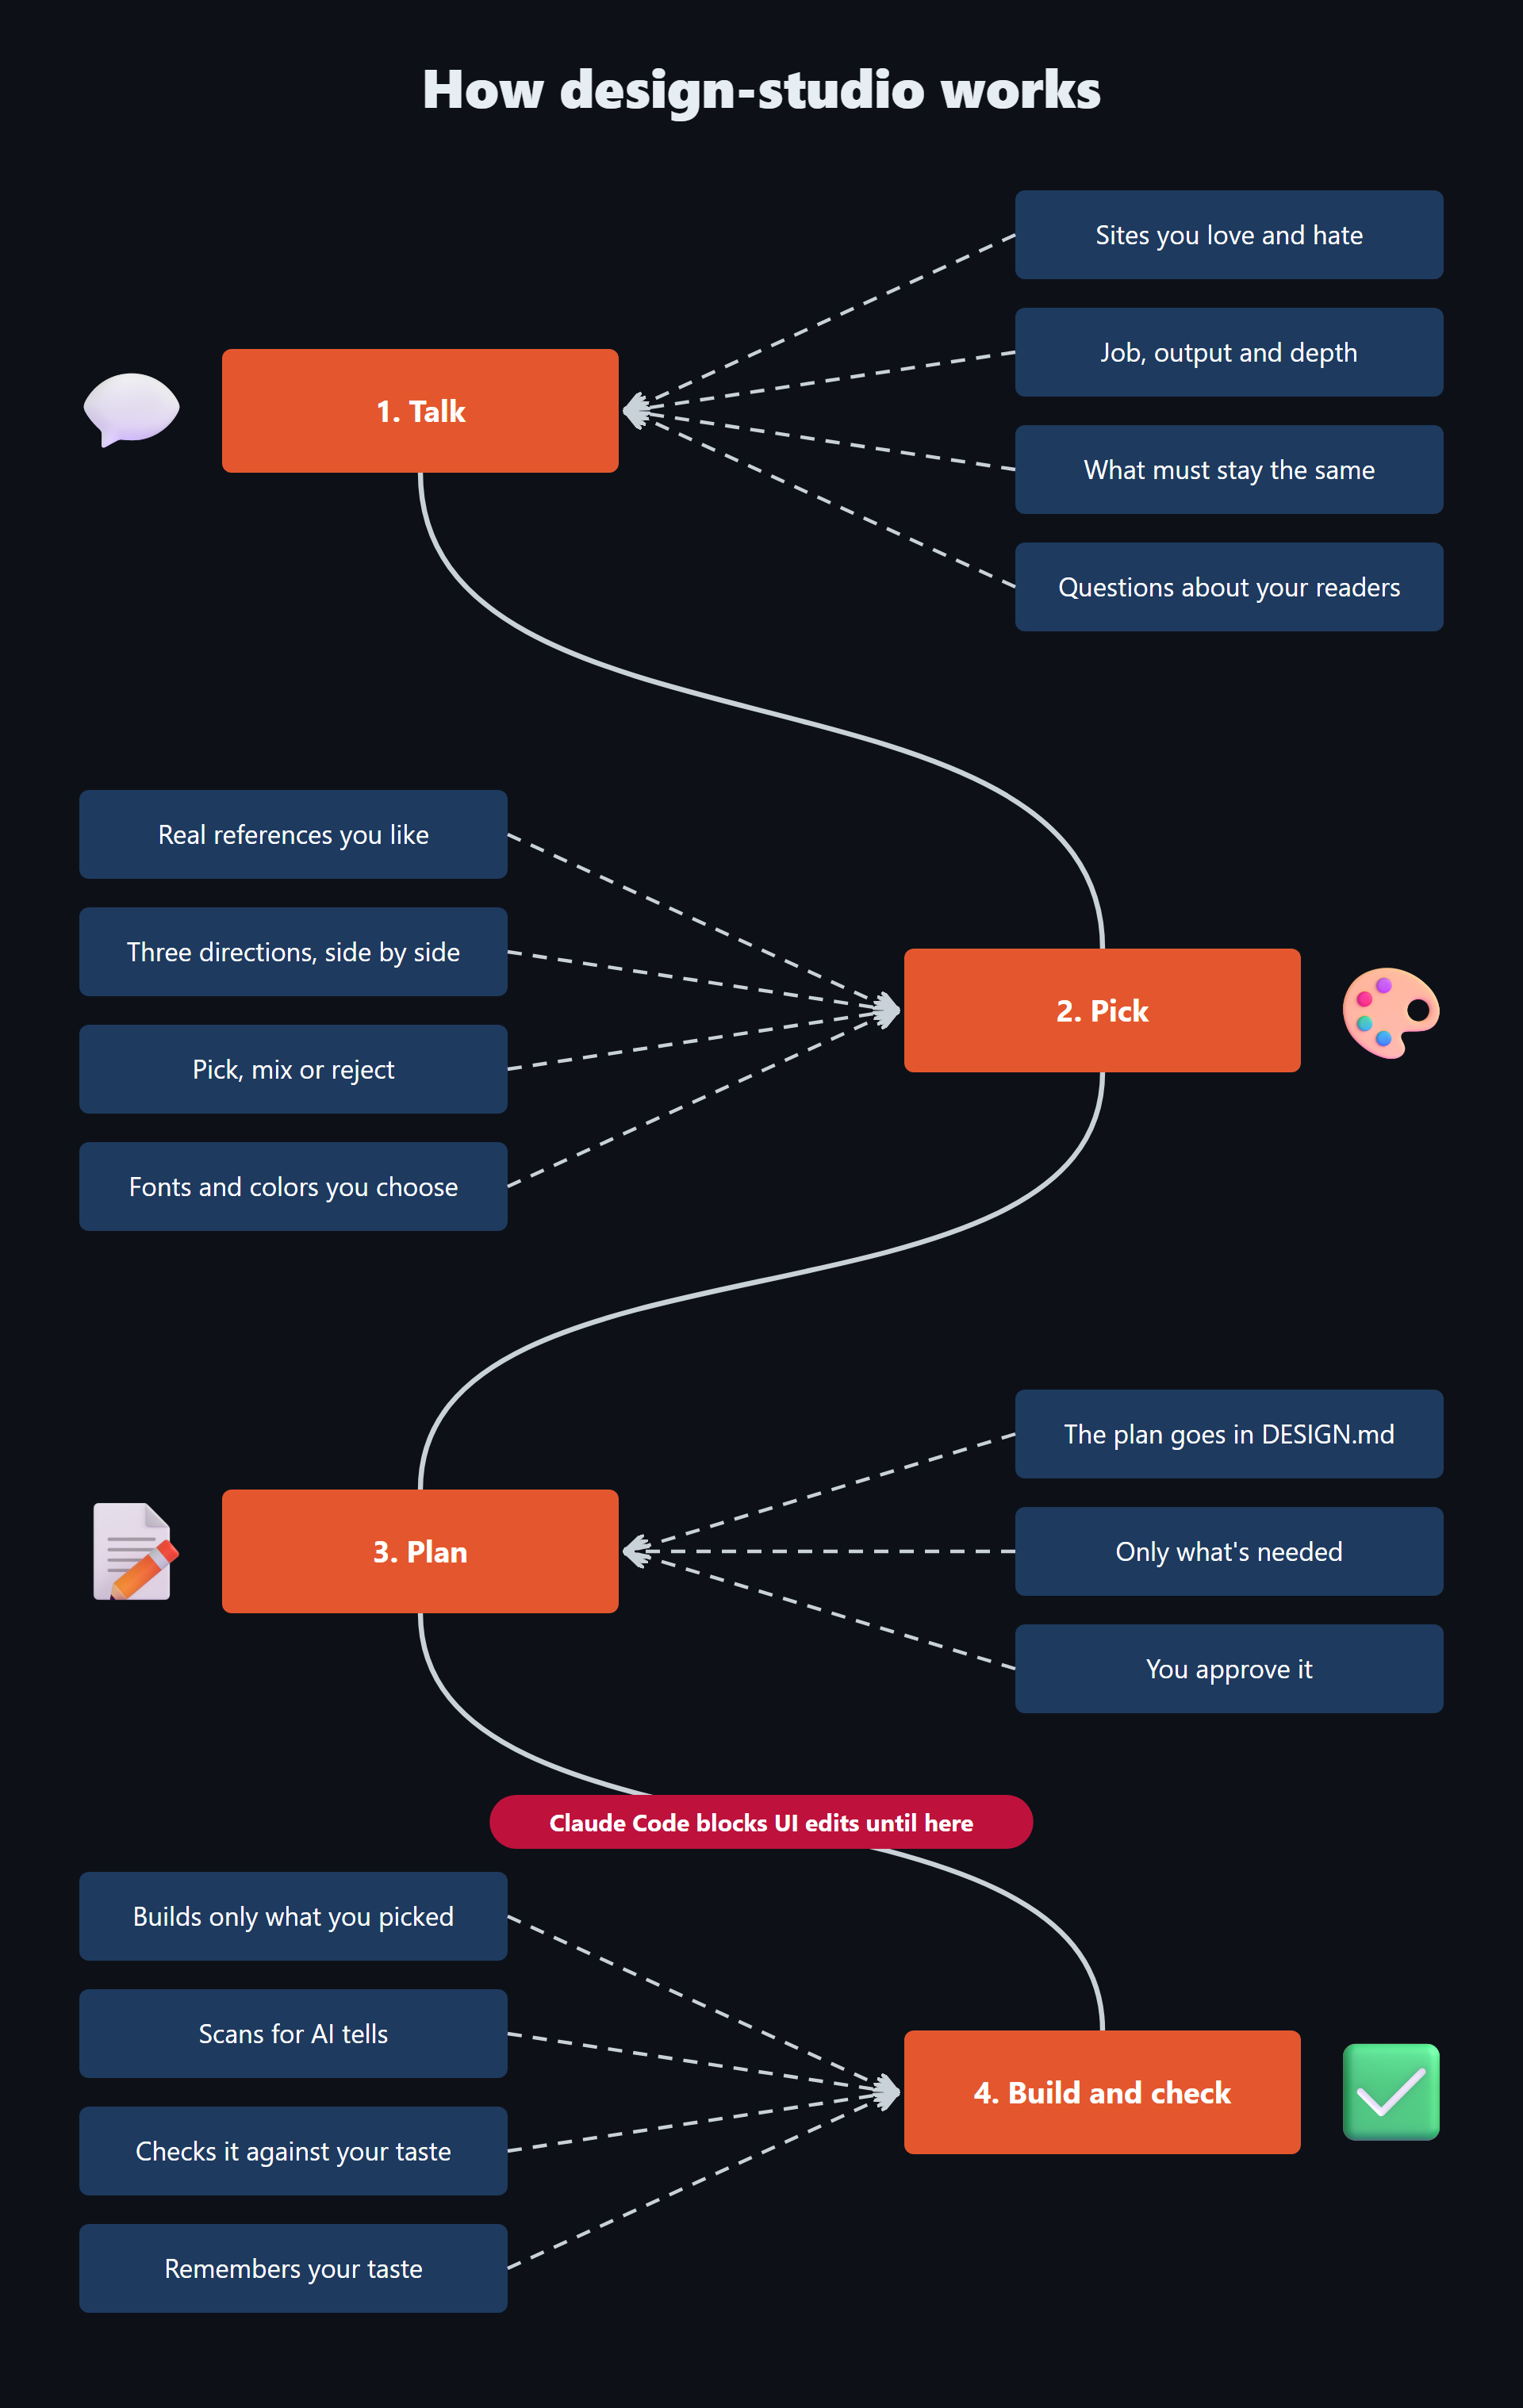 How design-studio works
Sites you love and hate
Job, output and depth
1. Talk
What must stay the same
Questions about your readers
Real references you like
Three directions, side by side
2. Pick
Pick, mix or reject
Fonts and colors you choose
The plan goes in DESIGN.md
3. Plan
Only what's needed
You approve it
Claude Code blocks UI edits until here
Builds only what you picked
Scans for AI tells
4. Build and check
Checks it against your taste
Remembers your taste